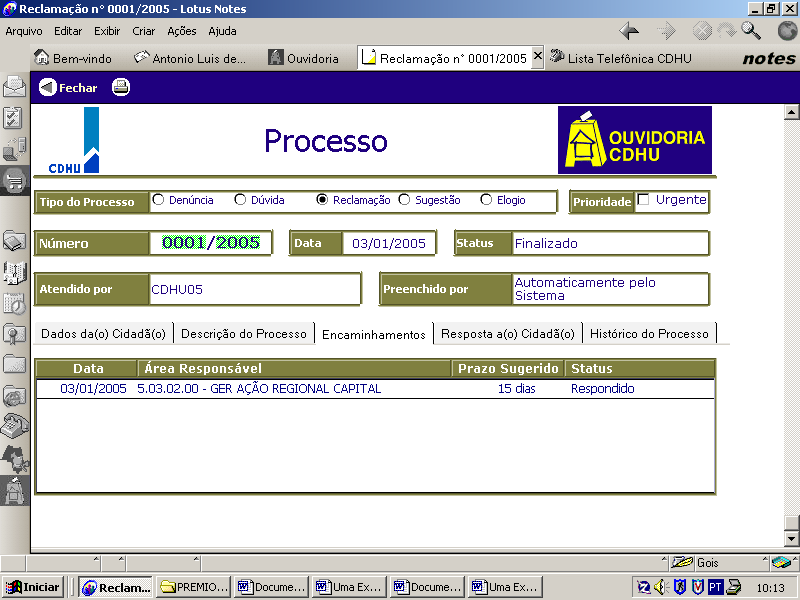 Reclamação n° 0001/2005 - Lotus Notes
Arquivo Editar Exibir Criar Ações Ajuda
Bem-vindo Antonio Luis de... Ouvidoria Reclamação n° 0001/2005 Lista Telefônica CDHU notes
Fechar
CDHU
Processo
OUVIDORIA
CDHU
Tipo do Processo Denúncia Dúvida Reclamação Sugestão Elogio Prioridade Urgente
Número 0001/2005 Data 03/01/2005 Status Finalizado
Atendido por CDHU05 Preenchido por Automaticamente pelo
Sistema
Dados da(o) Cidadã(o) Descrição do Processo Encaminhamentos Resposta a(o) Cidadã(o) Histórico do Processo
Data Área Responsável Prazo Sugerido Status
03/01/2005 5.03.02.00 - GER AÇÃO REGIONAL CAPITAL 15 dias Respondido
Gois
Iniciar Reclam... PREMIO... Docume... Uma Ex... Docume... Uma Ex... PT 10:13